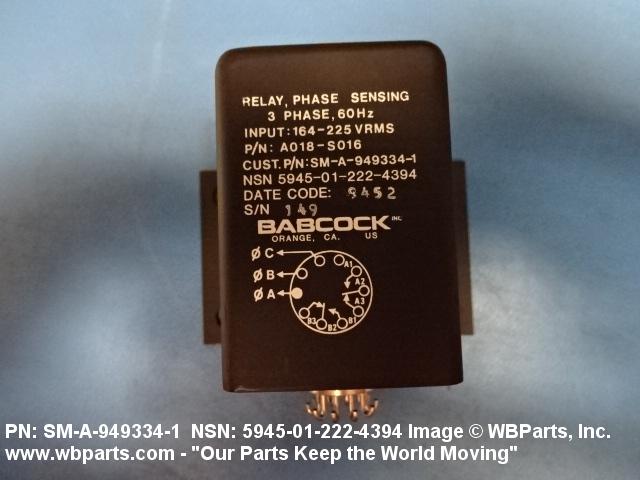 RELAY, PHASE SENSING
3 PHASE, 60Hz
INPUT: 164-225 VRMS
P/N: A018-S016
CUST. P/N: SM-A-949334-1
NSN 5945-01-222-4394
DATE CODE: 9452
S/N 149
BABCOCK INC
ORANGE, CA. US
Ø C
Ø B
Ø A
A1
A2
A3
B1
B2
B3
PN: SM-A-949334-1 NSN: 5945-01-222-4394 Image © WBParts, Inc.
www.wbparts.com - "Our Parts Keep the World Moving"